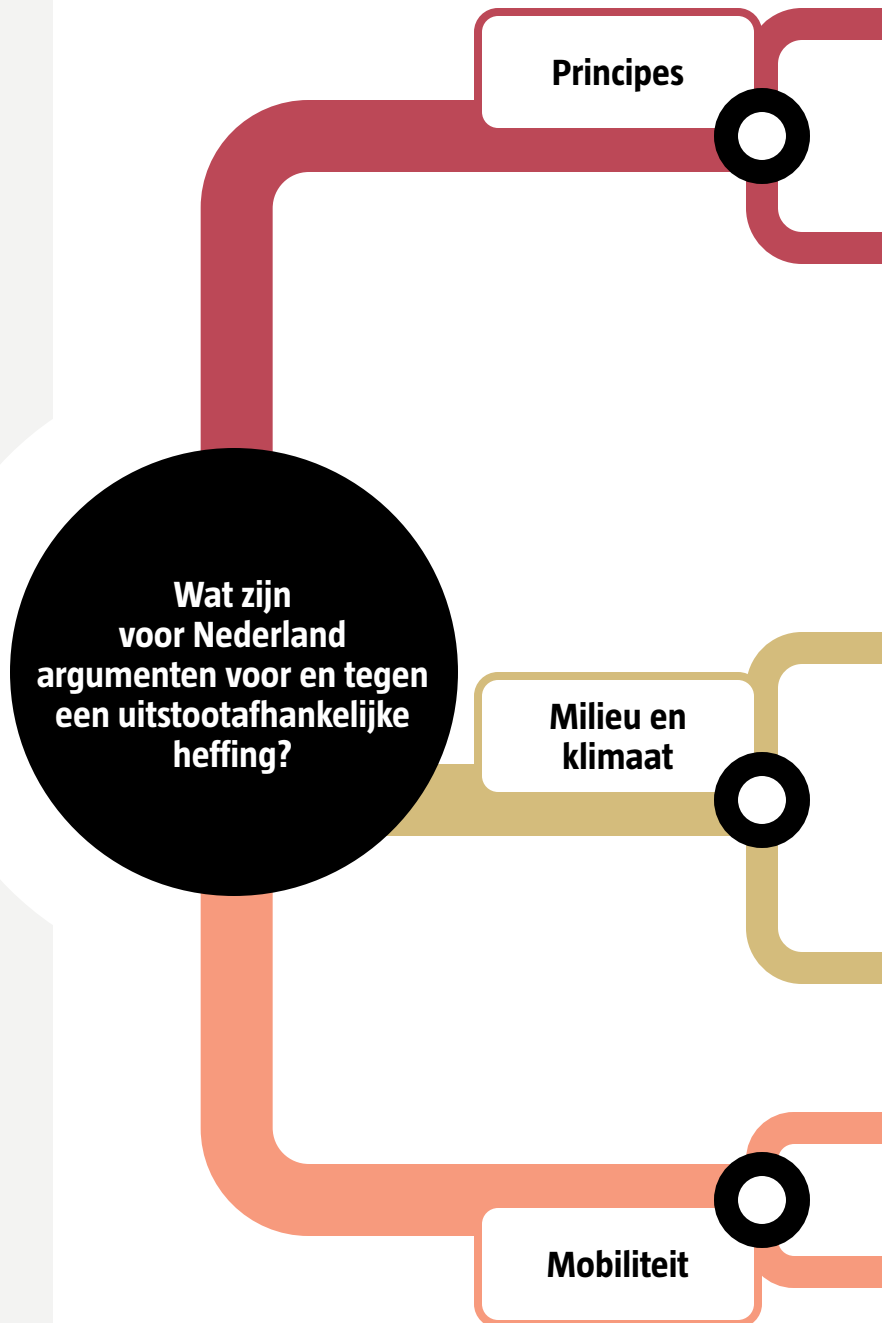 Principes
Wat zijn
voor Nederland
argumenten voor en tegen
een uitstootafhankelijke
heffing?
Milieu en
klimaat
Mobiliteit